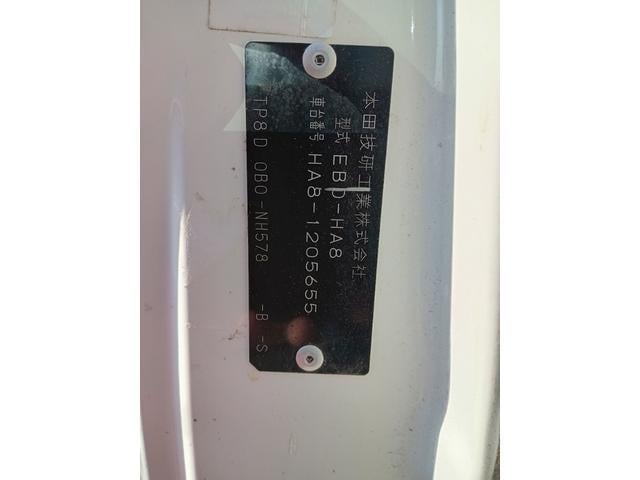 本田技研工業株式会社
型式 EBD-HA8
車台番号 HA8-1205655
TP8D 0B0-NH578 -B -S